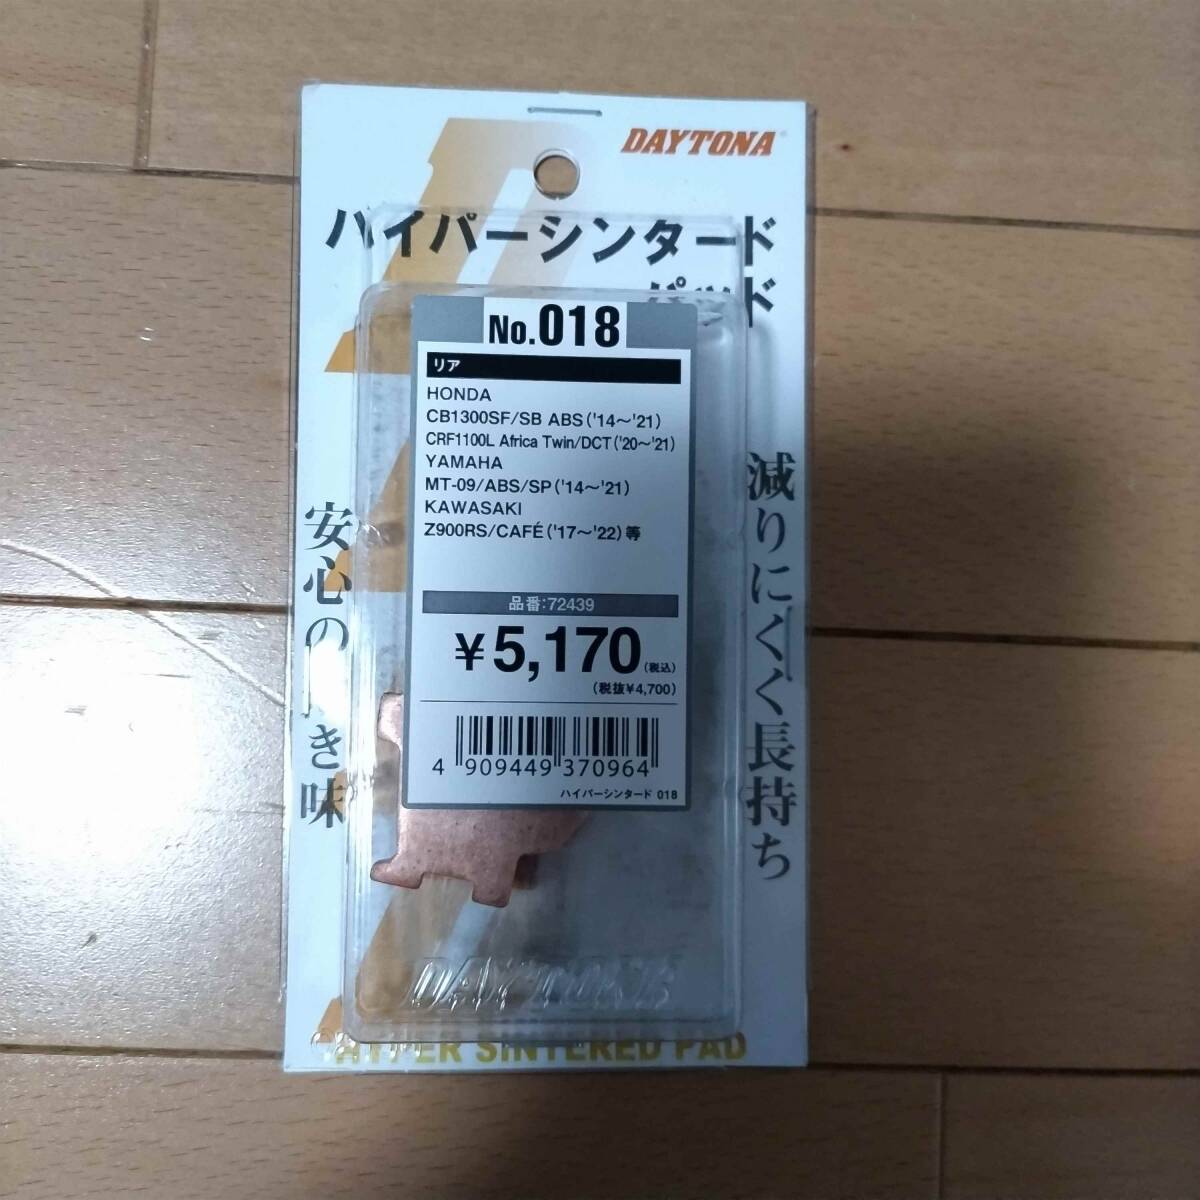 DAYTONA
ハイパーシンタード
パッド
No.018
リア
HONDA
CB1300SF/SB ABS('14～'21)
CRF1100L Africa Twin/DCT('20～'21)
YAMAHA
MT-09/ABS/SP('14～'21)
KAWASAKI
Z900RS/CAFÉ('17～'22)等
品番:72439
¥5,170(税込)
(税抜¥4,700)
4 909449 370964
ハイパーシンタード 018
減りにくく長持ち
安心の き味
DAYTONA
HYPER SINTERED PAD